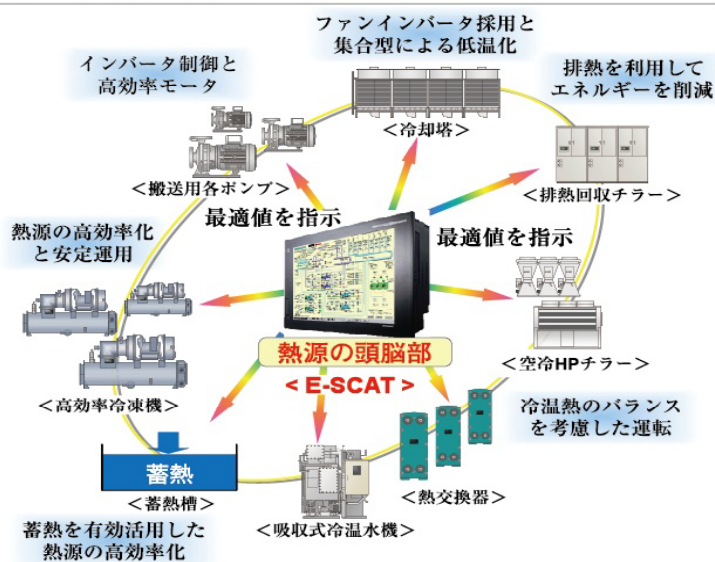 ファンインバータ採用と
集合型による低温化
インバータ制御と
高効率モータ
排熱を利用して
エネルギーを削減
<冷却塔>
<搬送用各ポンプ>
<排熱回収チラー>
最適値を指示
最適値を指示
熱源の高効率化
と安定運用
熱源の頭脳部
< E-SCAT >
<空冷HPチラー>
<高効率冷凍機>
冷温熱のバランス
を考慮した運転
蓄熱
<熱交換器>
<蓄熱槽>
<吸収式冷温水機>
蓄熱を有効活用した
熱源の高効率化